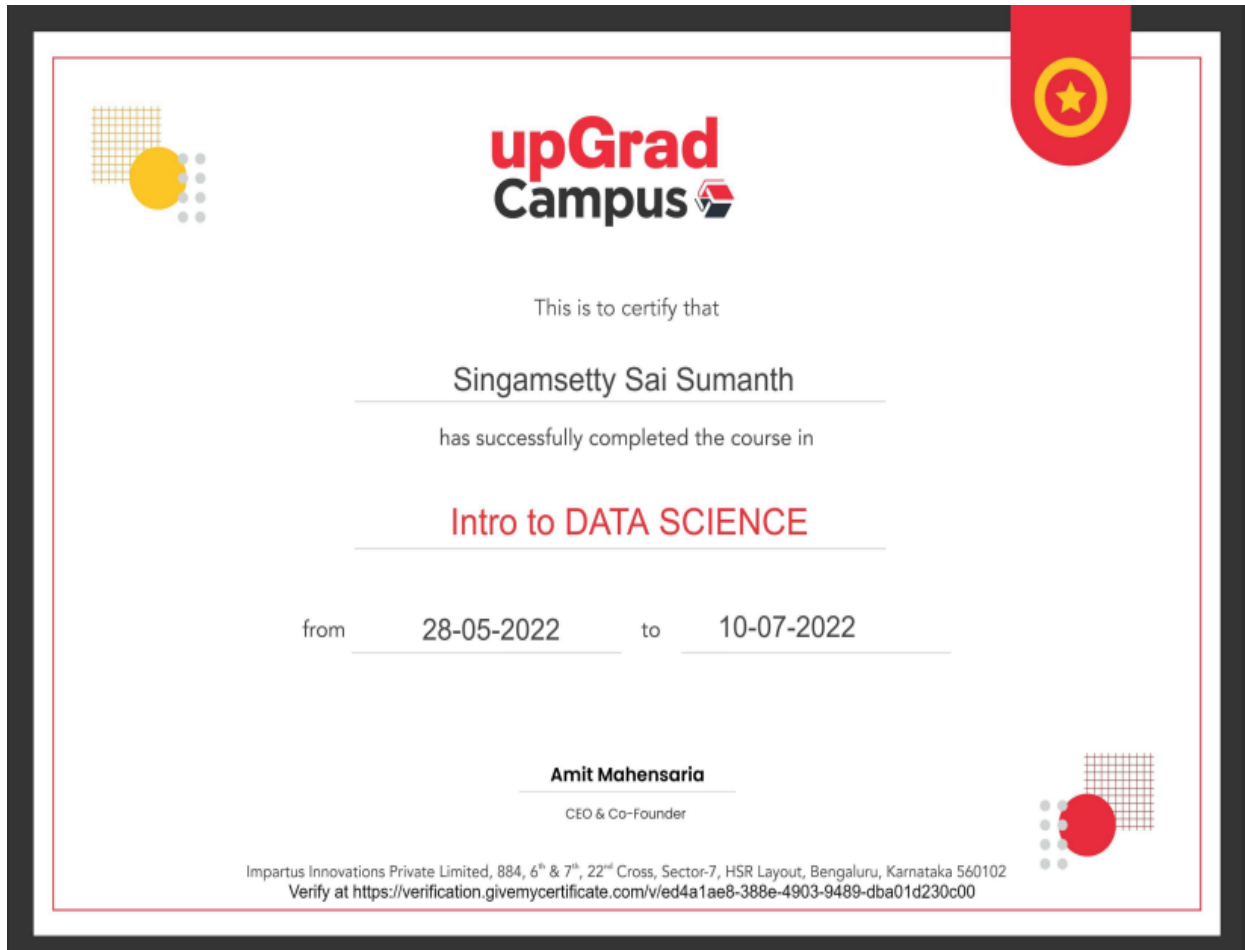 upGrad
Campus
This is to certify that
Singamsetty Sai Sumanth
has successfully completed the course in
Intro to DATA SCIENCE
from 28-05-2022 to 10-07-2022
Amit Mahensaria
CEO & Co-Founder
Impartus Innovations Private Limited, 884, 6th & 7th, 22nd Cross, Sector-7, HSR Layout, Bengaluru, Karnataka 560102
Verify at https://verification.givemycertificate.com/v/ed4a1ae8-388e-4903-9489-dba01d230c00